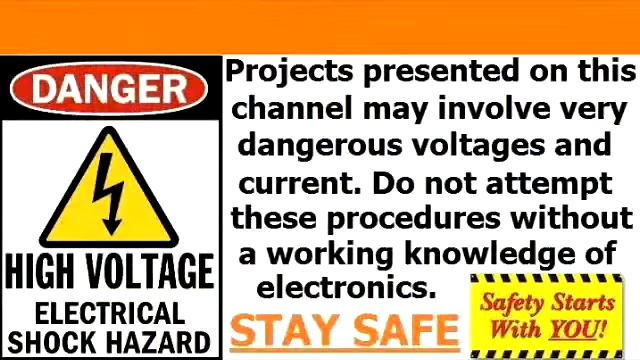 DANGER
HIGH VOLTAGE
ELECTRICAL
SHOCK HAZARD
Projects presented on this
channel may involve very
dangerous voltages and
current. Do not attempt
these procedures without
a working knowledge of
electronics.
STAY SAFE
Safety Starts
With YOU!